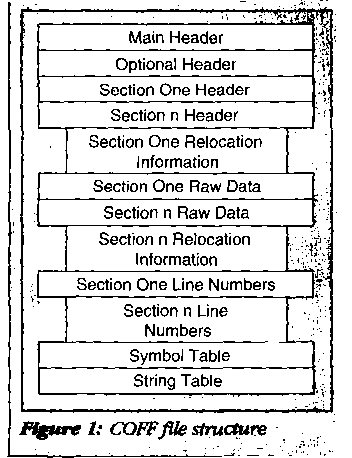 Main Header
Optional Header
Section One Header
Section n Header
Section One Relocation
Information
Section One Raw Data
Section n Raw Data
Section n Relocation
Information
Section One Line Numbers
Section n Line
Numbers
Symbol Table
String Table
Figure 1: COFF file structure